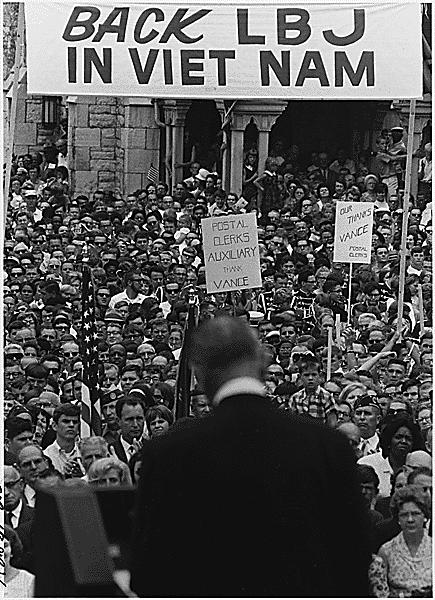 BACK LBJ
IN VIET NAM
POSTAL
CLERKS
AUXILIARY
THANK
VANCE
OUR THANKS
VANCE
POSTAL
CLERKS